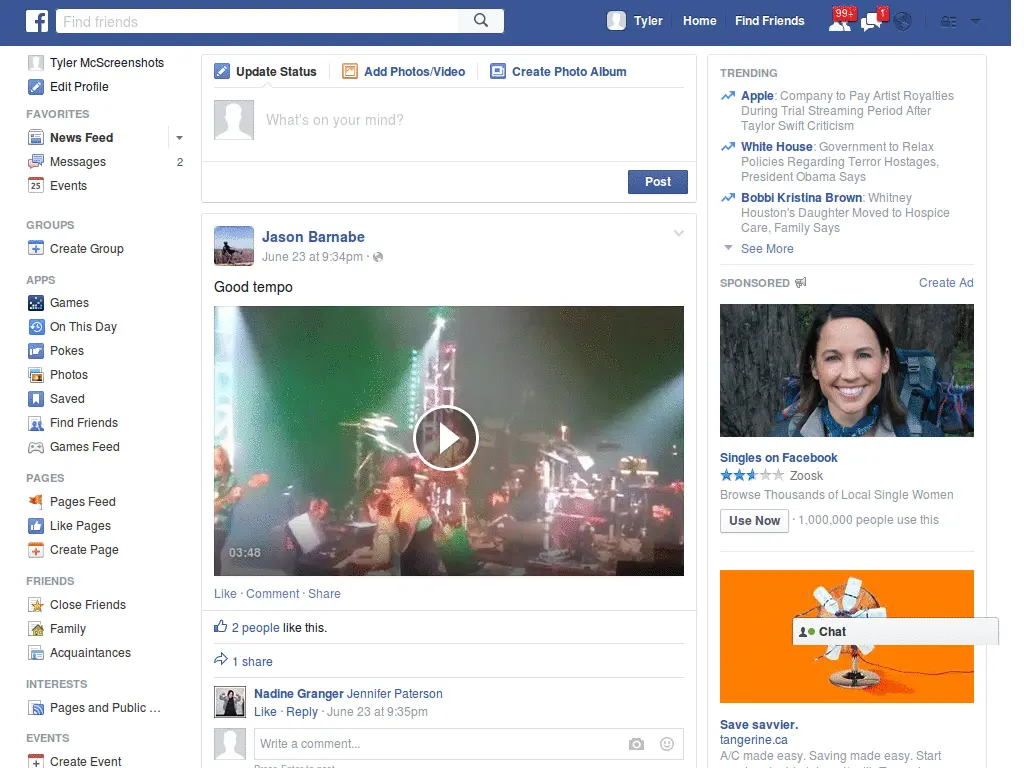 f
Find friends
Tyler
Home
Find Friends
99+
1
Tyler McScreenshots
Edit Profile
FAVORITES
News Feed
Messages 2
25 Events
GROUPS
Create Group
APPS
Games
On This Day
Pokes
Photos
Saved
Find Friends
Games Feed
PAGES
Pages Feed
Like Pages
Create Page
FRIENDS
Close Friends
Family
Acquaintances
INTERESTS
Pages and Public ...
EVENTS
Create Event
Update Status
Add Photos/Video
Create Photo Album
What's on your mind?
Post
Jason Barnabe
June 23 at 9:34pm ·
Good tempo
03:48
Like · Comment · Share
2 people like this.
1 share
Nadine Granger Jennifer Paterson
Like · Reply · June 23 at 9:35pm
Write a comment...
Press Enter to post.
TRENDING
Apple: Company to Pay Artist Royalties
During Trial Streaming Period After
Taylor Swift Criticism
White House: Government to Relax
Policies Regarding Terror Hostages,
President Obama Says
Bobbi Kristina Brown: Whitney
Houston's Daughter Moved to Hospice
Care, Family Says
See More
SPONSORED
Create Ad
Singles on Facebook
Zoosk
Browse Thousands of Local Single Women
Use Now · 1,000,000 people use this
Chat
Save savvier.
tangerine.ca
A/C made easy. Saving made easy. Start